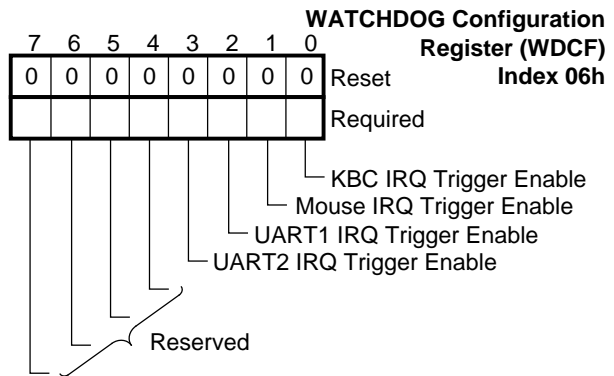 WATCHDOG Configuration
Register (WDCF)
Index 06h
7 6 5 4 3 2 1 0
0 0 0 0 0 0 0 0 Reset
Required
KBC IRQ Trigger Enable
Mouse IRQ Trigger Enable
UART1 IRQ Trigger Enable
UART2 IRQ Trigger Enable
Reserved